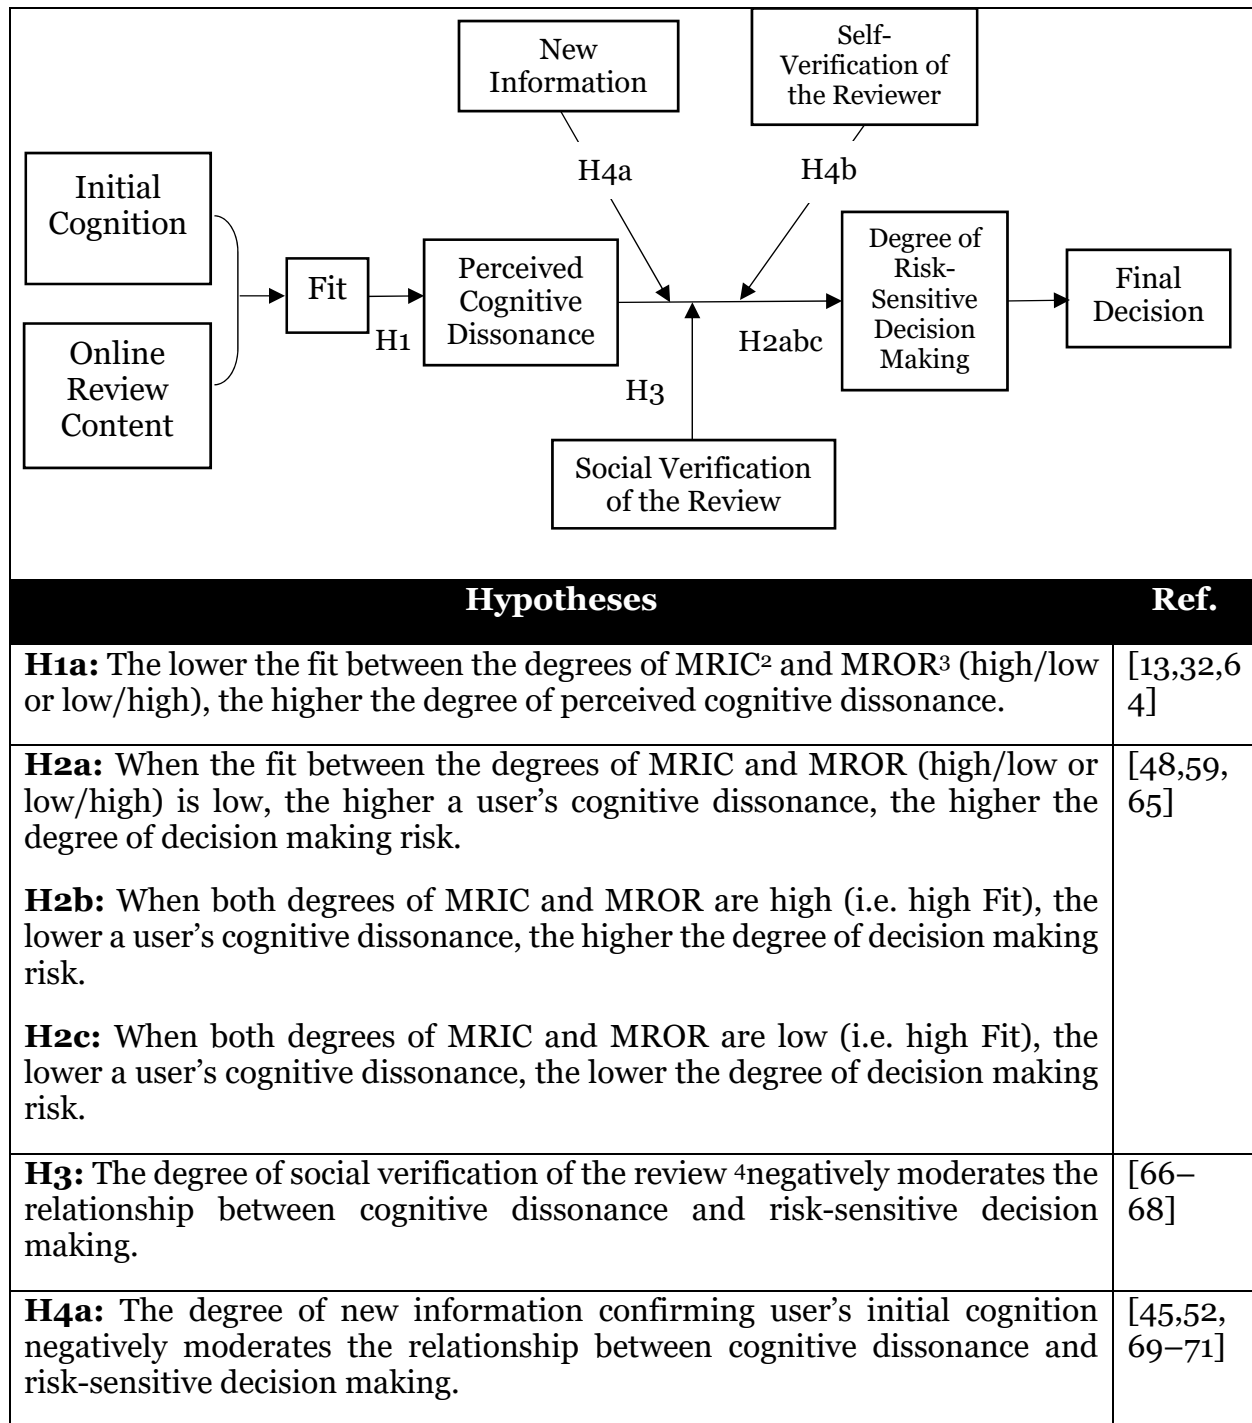 New
Information
Self-
Verification of
the Reviewer
H4a
H4b
Initial
Cognition
Fit
Perceived
Cognitive
Dissonance
Degree of
Risk-
Sensitive
Decision
Making
Final
Decision
H1
H2abc
Online
Review
Content
H3
Social Verification
of the Review
Hypotheses Ref.
H1a: The lower the fit between the degrees of MRIC² and MROR³ (high/low [13,32,6
or low/high), the higher the degree of perceived cognitive dissonance. 4]
H2a: When the fit between the degrees of MRIC and MROR (high/low or [48,59,
low/high) is low, the higher a user’s cognitive dissonance, the higher the 65]
degree of decision making risk.
H2b: When both degrees of MRIC and MROR are high (i.e. high Fit), the
lower a user’s cognitive dissonance, the higher the degree of decision making
risk.
H2c: When both degrees of MRIC and MROR are low (i.e. high Fit), the
lower a user’s cognitive dissonance, the lower the degree of decision making
risk.
H3: The degree of social verification of the review ⁴negatively moderates the [66–
relationship between cognitive dissonance and risk-sensitive decision 68]
making.
H4a: The degree of new information confirming user’s initial cognition [45,52,
negatively moderates the relationship between cognitive dissonance and 69–71]
risk-sensitive decision making.